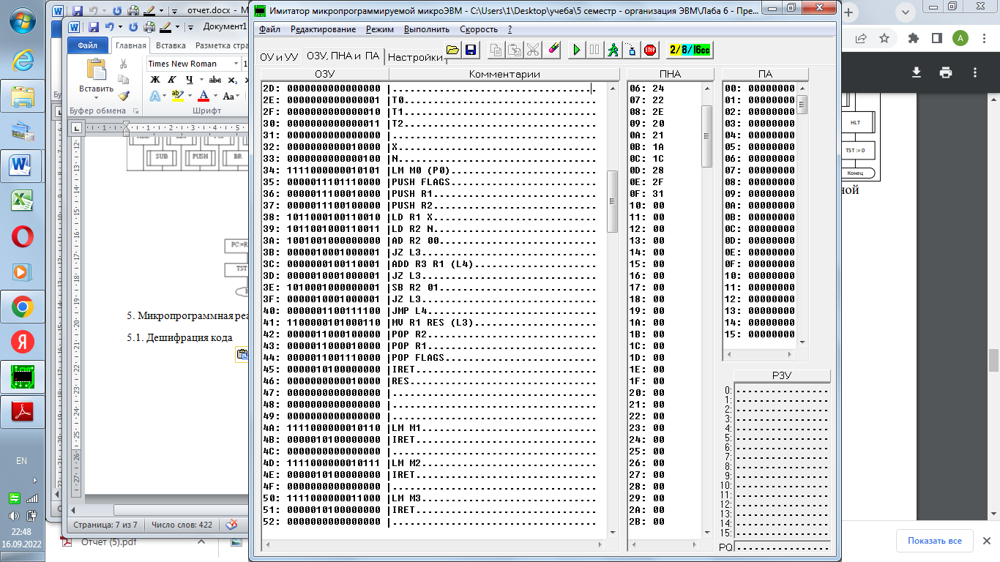 отчет.docx - M
Документ1
Файл Главная Вставка Разметка стра
Вставить
Times New Roman
Ж К Ч abc x₂
Буфер обмена Шрифт
SUB PUSH BR
5. Микропрограммная реа
5.1. Дешифрация кода
Страница: 7 из 7 Число слов: 422
Имитатор микропрограммируемой микроЭВМ - C:\Users\1\Desktop\учеба\5 семестр - организация ЭВМ\Лаба 6 - Пре...
Файл Редактирование Режим Выполнить Скорость ?
ОУ и УУ ОЗУ, ПНА и ПА Настройки
STOP 2/8/16сс
ОЗУ Комментарии
2D: 0000000000000000 |...................................
2E: 0000000000000001 |T0.................................
2F: 0000000000000010 |T1.................................
30: 0000000000000011 |T2.................................
31: 0000000000000000 |...................................
32: 0000000000010000 |X..................................
33: 0000000000000100 |N..................................
34: 1111000000010101 |LM M0 (P0).........................
35: 0000011101110000 |PUSH FLAGS.........................
36: 0000011100010000 |PUSH R1............................
37: 0000011100100000 |PUSH R2............................
38: 1011000100110010 |LD R1 X............................
39: 1011001000110011 |LD R2 N............................
3A: 1001001000000000 |AD R2 00...........................
3B: 0000010001000001 |JZ L3..............................
3C: 0000000100110001 |ADD R3 R1 (L4).....................
3D: 0000010001000001 |JZ L3..............................
3E: 1010001000000001 |SB R2 01...........................
3F: 0000010001000001 |JZ L3..............................
40: 0000001100111100 |JMP L4.............................
41: 1100000101000110 |MV R1 RES (L3).....................
42: 0000011000100000 |POP R2.............................
43: 0000011000010000 |POP R1.............................
44: 0000011001110000 |POP FLAGS..........................
45: 0000010100000000 |IRET...............................
46: 0000000000010000 |RES................................
47: 0000000000000000 |...................................
48: 0000000000000000 |...................................
49: 0000000000000000 |...................................
4A: 1111000000010110 |LM M1..............................
4B: 0000010100000000 |IRET...............................
4C: 0000000000000000 |...................................
4D: 1111000000010111 |LM M2..............................
4E: 0000010100000000 |IRET...............................
4F: 0000000000000000 |...................................
50: 1111000000011000 |LM M3..............................
51: 0000010100000000 |IRET...............................
52: 0000000000000000 |...................................
ПНА
06: 24
07: 22
08: 2E
09: 20
0A: 21
0B: 1A
0C: 1C
0D: 28
0E: 2F
0F: 31
10: 00
11: 00
12: 00
13: 00
14: 00
15: 00
16: 00
17: 00
18: 00
19: 00
1A: 00
1B: 00
1C: 00
1D: 00
1E: 00
1F: 00
20: 00
21: 00
22: 00
23: 00
24: 00
25: 00
26: 00
27: 00
28: 00
29: 00
2A: 00
2B: 00
ПА
00: 00000000
01: 00000000
02: 00000000
03: 00000000
04: 00000000
05: 00000000
06: 00000000
07: 00000000
08: 00000000
09: 00000000
0A: 00000000
0B: 00000000
0C: 00000000
0D: 00000000
0E: 00000000
0F: 00000000
10: 00000000
11: 00000000
12: 00000000
13: 00000000
14: 00000000
15: 00000000
РЗУ
0: ................
1: ................
2: ................
3: ................
4: ................
5: ................
6: ................
7: ................
8: ................
9: ................
10: ................
11: ................
12: ................
13: ................
14: ................
15: ................
PQ ................
A
HLT
TST := 0
Конец
ной
EN
22:48
16.09.2022
Отчет (5).pdf
Показать все